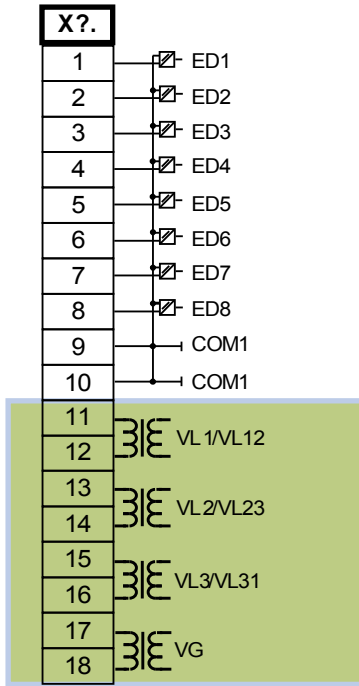 X?.
1 ED1
2 ED2
3 ED3
4 ED4
5 ED5
6 ED6
7 ED7
8 ED8
9 COM1
10 COM1
11
VL1/VL12
12
13
VL2/VL23
14
15
VL3/VL31
16
17
VG
18